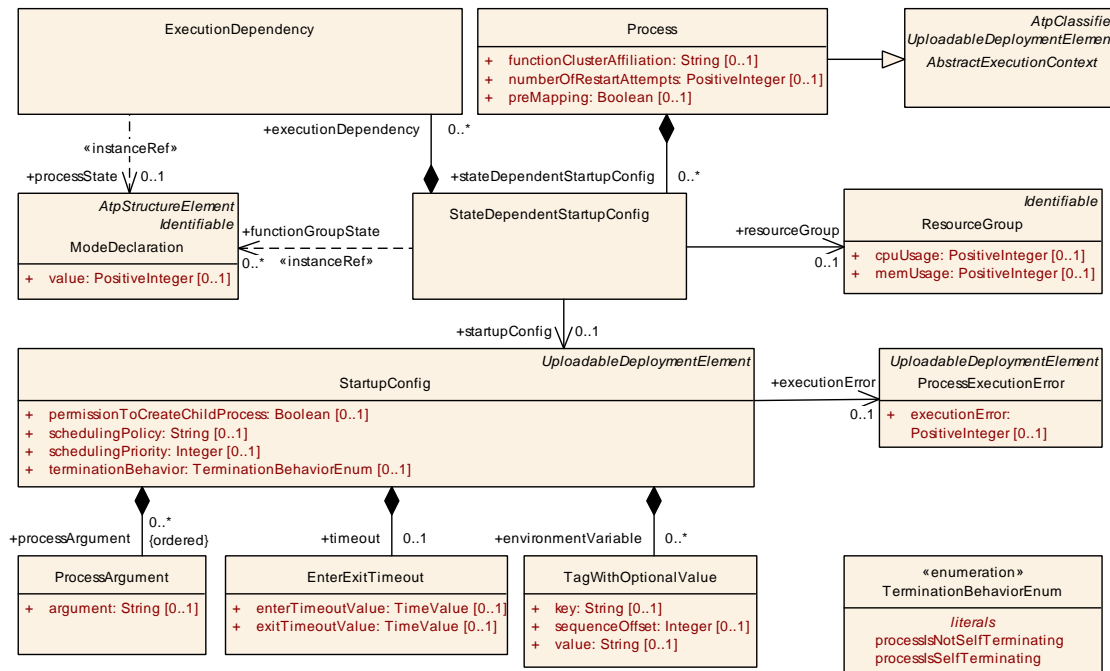 ExecutionDependency
Process
+ functionClusterAffiliation: String [0..1]
+ numberOfRestartAttempts: PositiveInteger [0..1]
+ preMapping: Boolean [0..1]
AtpClassifie
UploadableDeploymentElement
AbstractExecutionContext
+executionDependency 0..*
«instanceRef»
+processState 0..1
+stateDependentStartupConfig 0..*
AtpStructureElement
Identifiable
ModeDeclaration
+ value: PositiveInteger [0..1]
+functionGroupState
0..*
«instanceRef»
StateDependentStartupConfig
+resourceGroup
0..1
Identifiable
ResourceGroup
+ cpuUsage: PositiveInteger [0..1]
+ memUsage: PositiveInteger [0..1]
+startupConfig 0..1
UploadableDeploymentElement
StartupConfig
+ permissionToCreateChildProcess: Boolean [0..1]
+ schedulingPolicy: String [0..1]
+ schedulingPriority: Integer [0..1]
+ terminationBehavior: TerminationBehaviorEnum [0..1]
+executionError
0..1
UploadableDeploymentElement
ProcessExecutionError
+ executionError:
PositiveInteger [0..1]
+processArgument
0..*
{ordered}
+timeout 0..1
+environmentVariable 0..*
ProcessArgument
+ argument: String [0..1]
EnterExitTimeout
+ enterTimeoutValue: TimeValue [0..1]
+ exitTimeoutValue: TimeValue [0..1]
TagWithOptionalValue
+ key: String [0..1]
+ sequenceOffset: Integer [0..1]
+ value: String [0..1]
«enumeration»
TerminationBehaviorEnum
literals
processIsNotSelfTerminating
processIsSelfTerminating